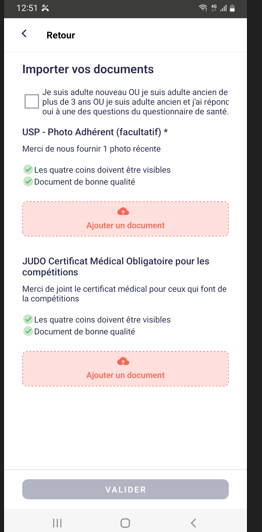 12:51
Retour
Importer vos documents
Je suis adulte nouveau OU je suis adulte ancien de
plus de 3 ans OU je suis adulte ancien et j'ai répond
oui à une des questions du questionnaire de santé.
USP - Photo Adhérent (facultatif) *
Merci de nous fournir 1 photo récente
Les quatre coins doivent être visibles
Document de bonne qualité
Ajouter un document
JUDO Certificat Médical Obligatoire pour les
compétitions
Merci de joint le certificat médical pour ceux qui font de
la compétitions
Les quatre coins doivent être visibles
Document de bonne qualité
Ajouter un document
VALIDER